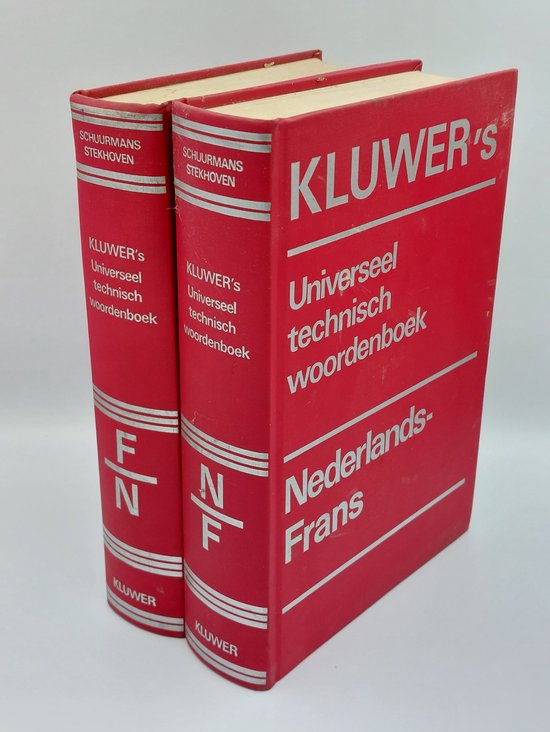 SCHUURMANS
STEKHOVEN
KLUWER's
Universeel
technisch
woordenboek
F
N
KLUWER
SCHUURMANS
STEKHOVEN
KLUWER's
Universeel
technisch
woordenboek
N
F
KLUWER
KLUWER's
Universeel
technisch
woordenboek
Nederlands-
Frans